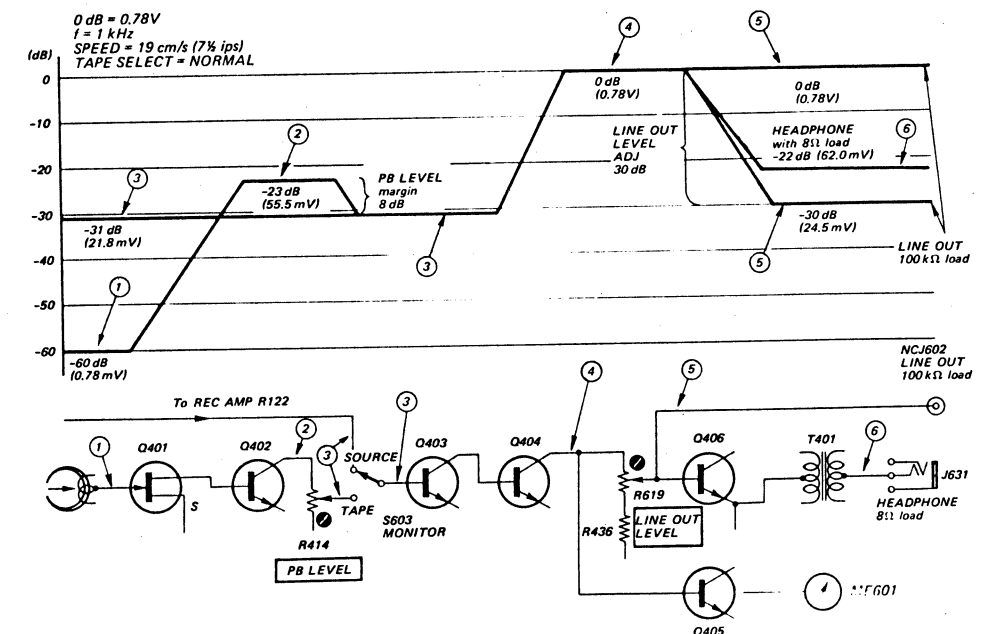 0 dB = 0.78V
f = 1 kHz
SPEED = 19 cm/s (7½ ips)
TAPE SELECT = NORMAL
(dB)
0
-10
-20
-30
-40
-50
-60
1
2
3
3
4
5
5
6
-60 dB
(0.78 mV)
-31 dB
(21.8 mV)
-23 dB
(55.5 mV)
PB LEVEL
margin
8 dB
0 dB
(0.78V)
LINE OUT
LEVEL
ADJ
30 dB
0 dB
(0.78V)
HEADPHONE
with 8Ω load
-22 dB (62.0 mV)
-30 dB
(24.5 mV)
LINE OUT
100 kΩ load
NCJ602
LINE OUT
100 kΩ load
To REC AMP R122
1
Q401
S
Q402
2
3
SOURCE
TAPE
R414
PB LEVEL
3
S603
MONITOR
Q403
Q404
4
5
R619
LINE OUT
LEVEL
R436
Q406
T401
6
J631
HEADPHONE
8Ω load
Q405